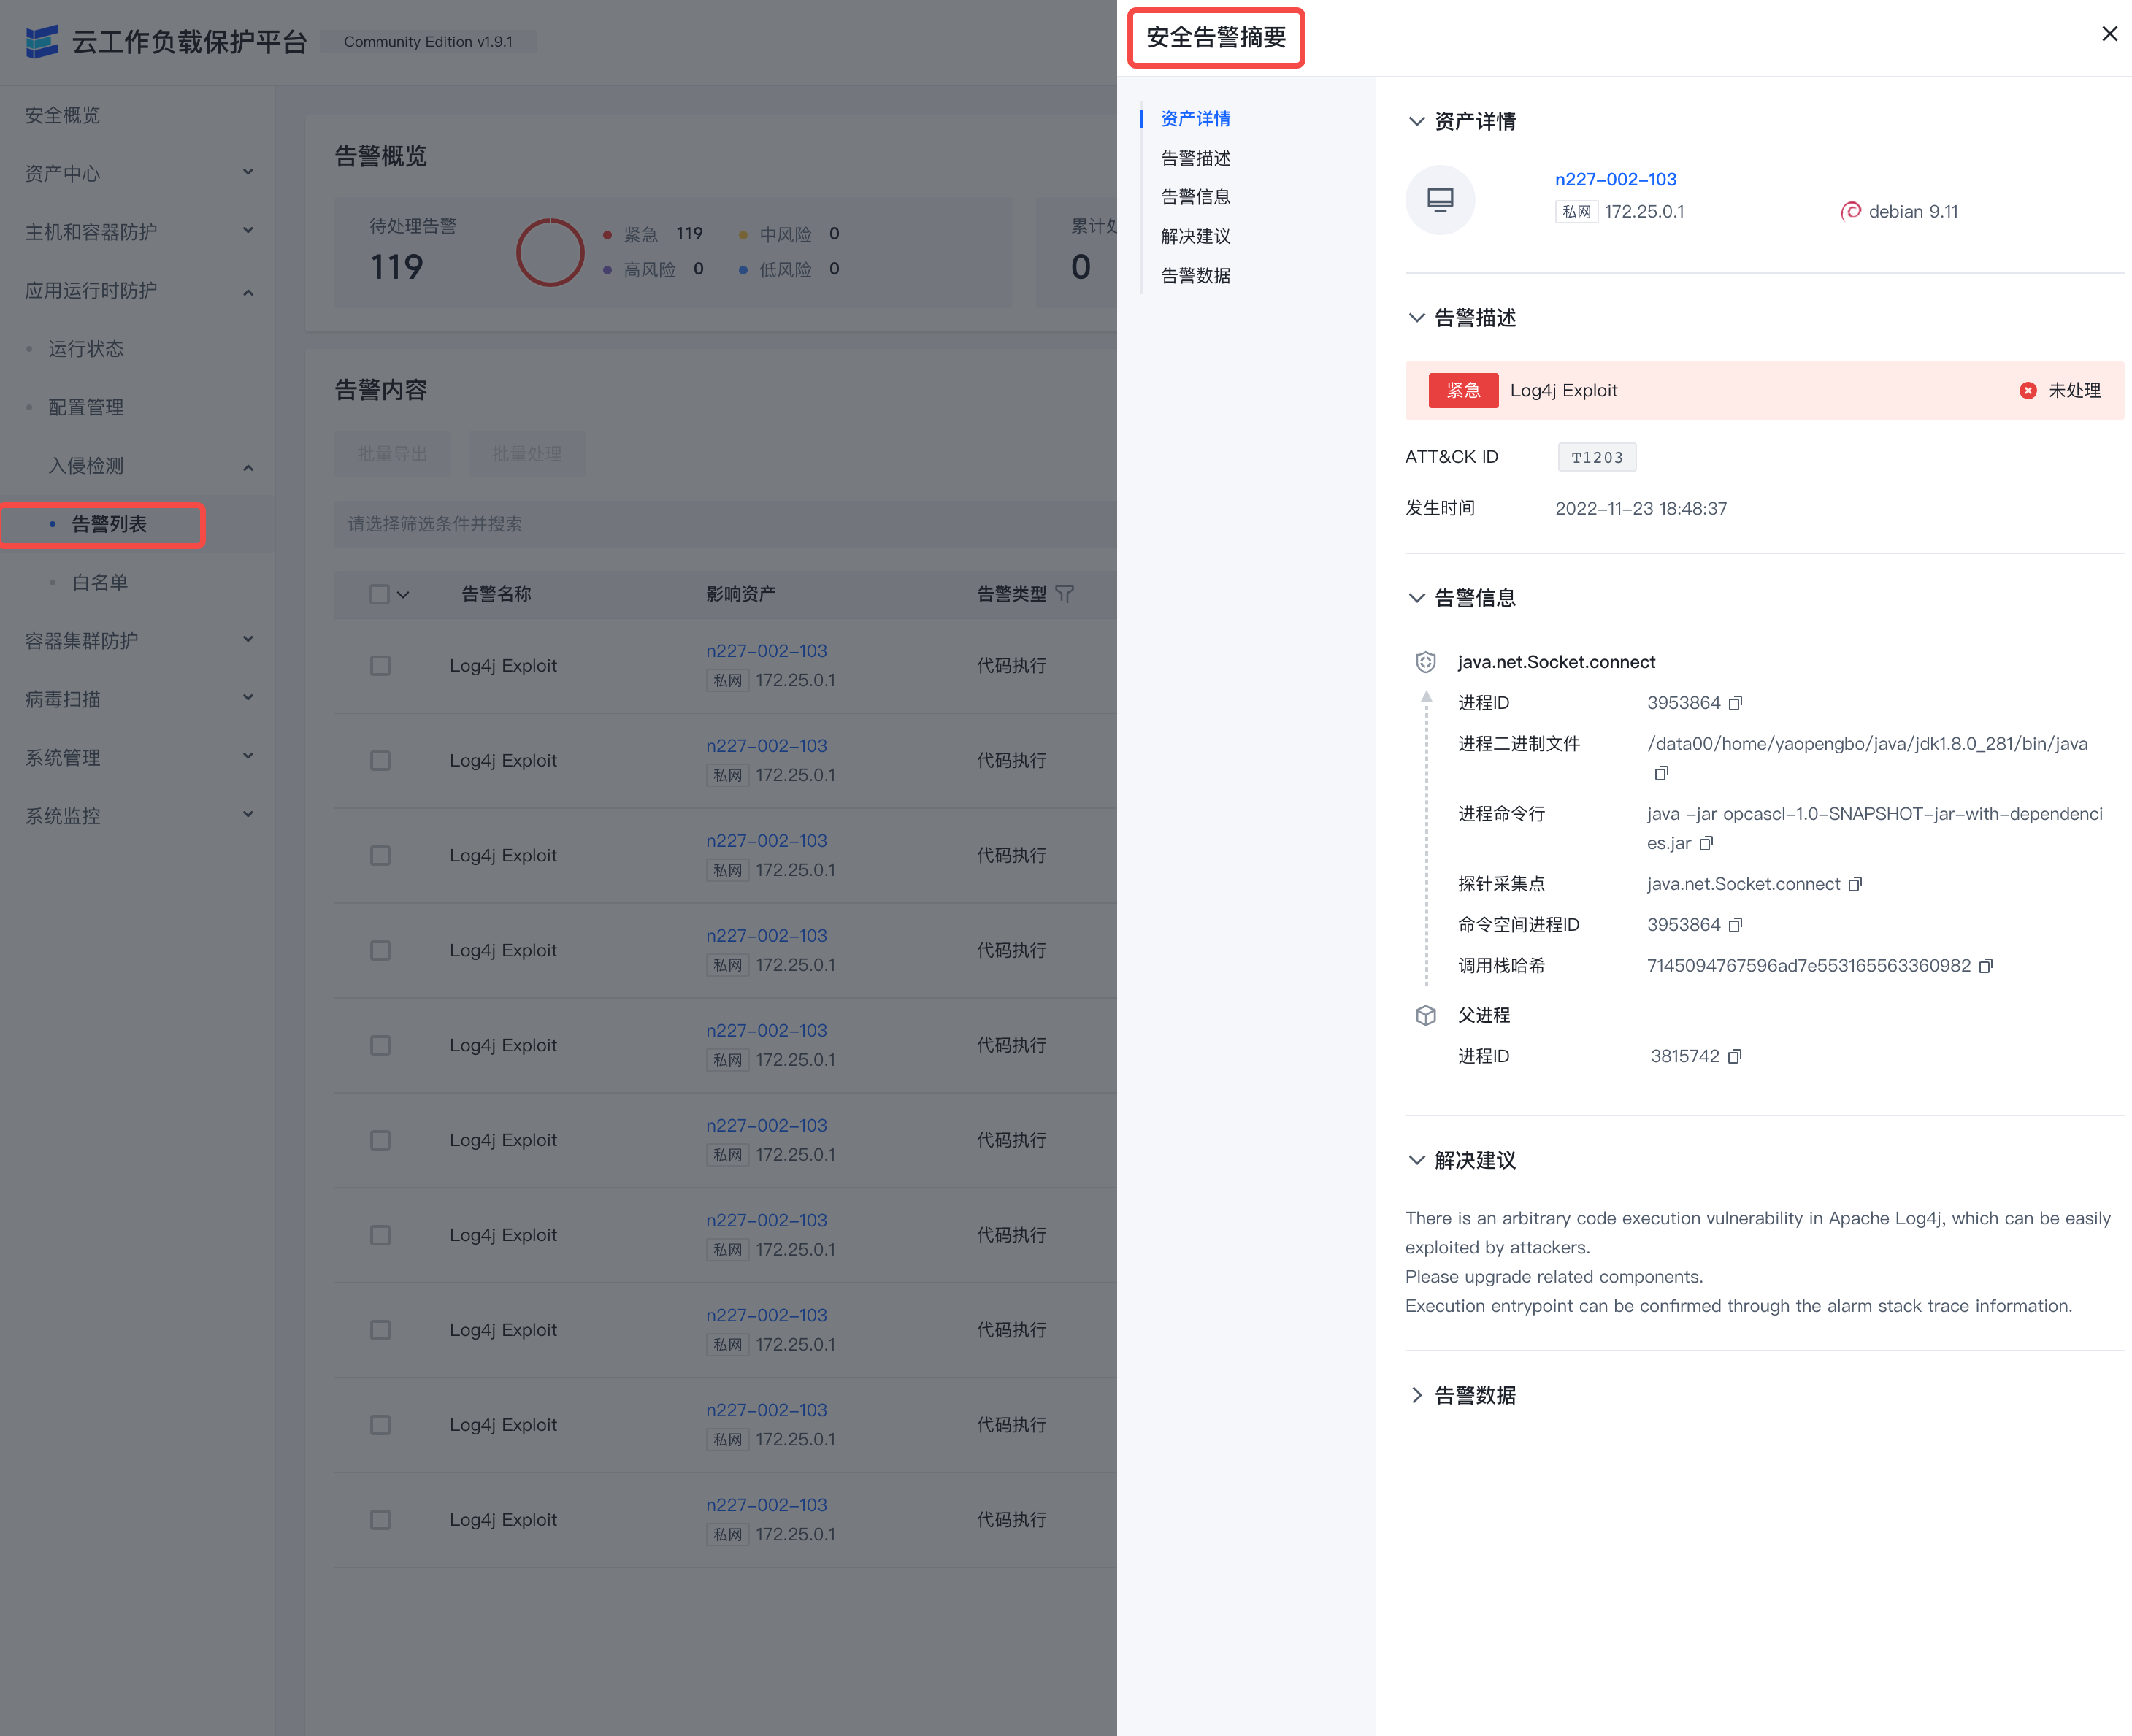 云工作负载保护平台
Community Edition v1.9.1
安全概览
资产中心
主机和容器防护
应用运行时防护
运行状态
配置管理
入侵检测
告警列表
白名单
容器集群防护
病毒扫描
系统管理
系统监控
告警概览
待处理告警
119
紧急 119
中风险 0
高风险 0
低风险 0
累计处
0
告警内容
批量导出 批量处理
请选择筛选条件并搜索
告警名称 影响资产 告警类型
Log4j Exploit n227-002-103 代码执行
私网 172.25.0.1
Log4j Exploit n227-002-103 代码执行
私网 172.25.0.1
Log4j Exploit n227-002-103 代码执行
私网 172.25.0.1
Log4j Exploit n227-002-103 代码执行
私网 172.25.0.1
Log4j Exploit n227-002-103 代码执行
私网 172.25.0.1
Log4j Exploit n227-002-103 代码执行
私网 172.25.0.1
Log4j Exploit n227-002-103 代码执行
私网 172.25.0.1
Log4j Exploit n227-002-103 代码执行
私网 172.25.0.1
Log4j Exploit n227-002-103 代码执行
私网 172.25.0.1
Log4j Exploit n227-002-103 代码执行
私网 172.25.0.1
安全告警摘要
资产详情
告警描述
告警信息
解决建议
告警数据
资产详情
n227-002-103
私网 172.25.0.1
debian 9.11
告警描述
紧急 Log4j Exploit 未处理
ATT&CK ID T1203
发生时间 2022-11-23 18:48:37
告警信息
java.net.Socket.connect
进程ID 3953864
进程二进制文件 /data00/home/yaopengbo/java/jdk1.8.0_281/bin/java
进程命令行 java -jar opcascl-1.0-SNAPSHOT-jar-with-dependenci
es.jar
探针采集点 java.net.Socket.connect
命令空间进程ID 3953864
调用栈哈希 7145094767596ad7e553165563360982
父进程
进程ID 3815742
解决建议
There is an arbitrary code execution vulnerability in Apache Log4j, which can be easily
exploited by attackers.
Please upgrade related components.
Execution entrypoint can be confirmed through the alarm stack trace information.
告警数据